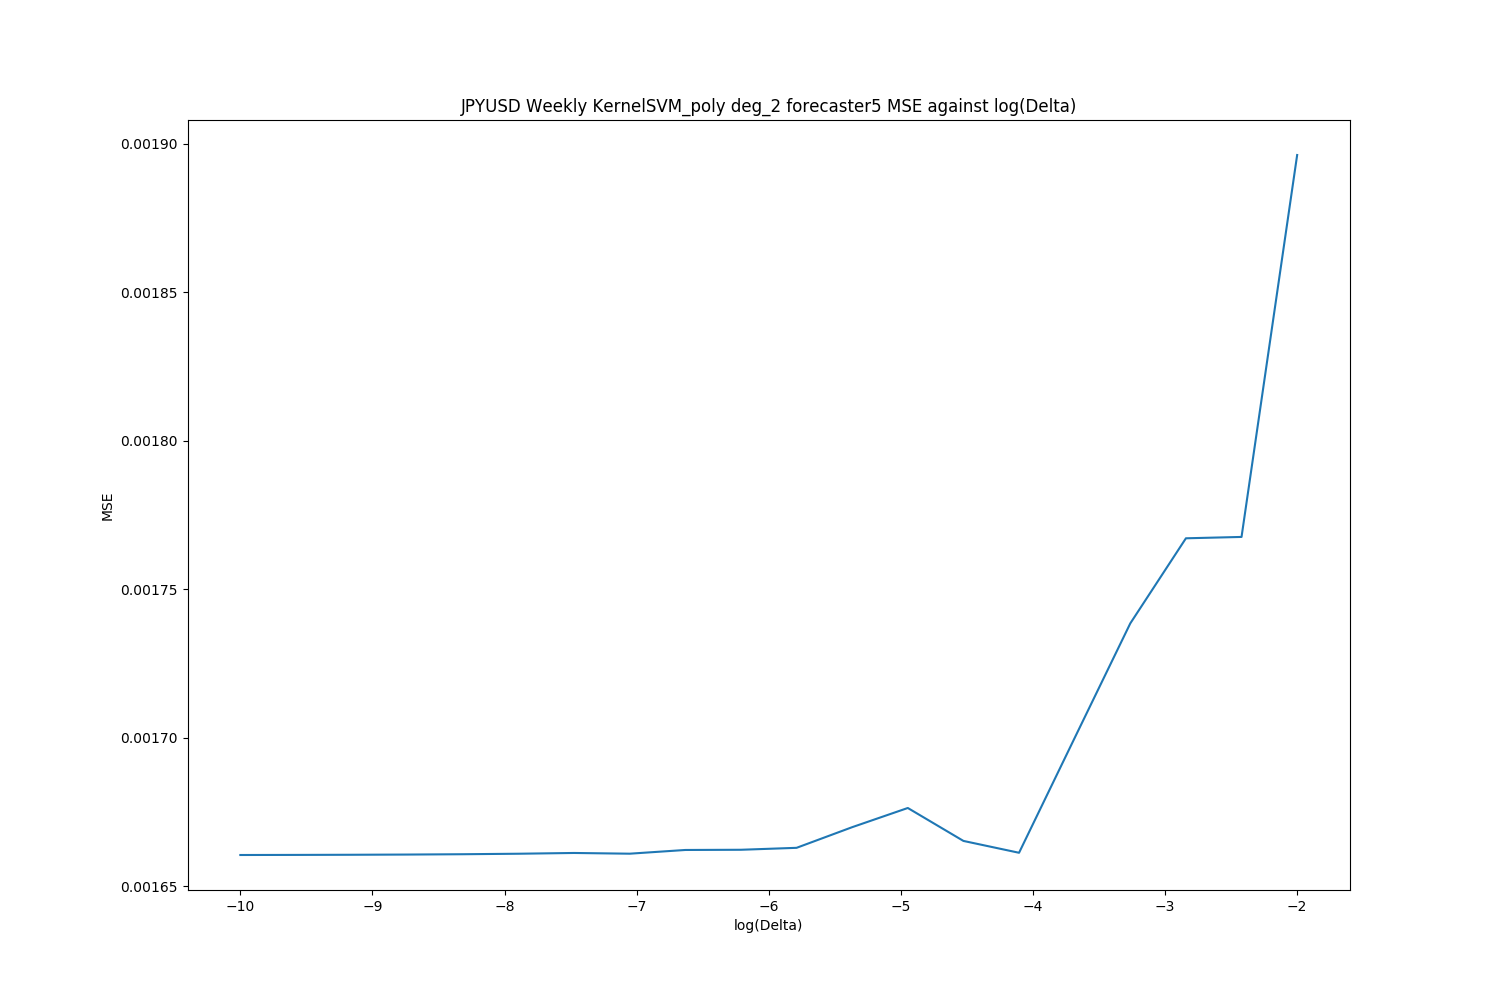 JPYUSD Weekly KernelSVM_poly deg_2 forecaster5 MSE against log(Delta)
0.00190
0.00185
0.00180
0.00175
0.00170
0.00165
MSE
−10 −9 −8 −7 −6 −5 −4 −3 −2
log(Delta)